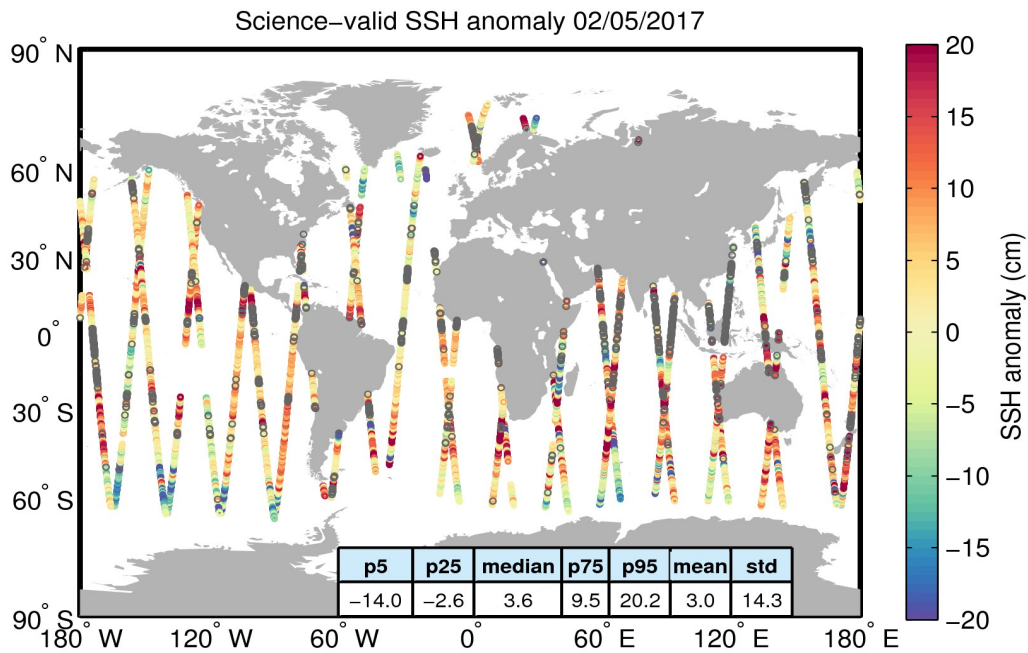 Science−valid SSH anomaly 02/05/2017
90° N
60° N
30° N
0°
30° S
60° S
90° S
180° W
120° W
60° W
0°
60° E
120° E
180° E
p5 p25 median p75 p95 mean std
−14.0 −2.6 3.6 9.5 20.2 3.0 14.3
20
15
10
5
0
−5
−10
−15
−20
SSH anomaly (cm)